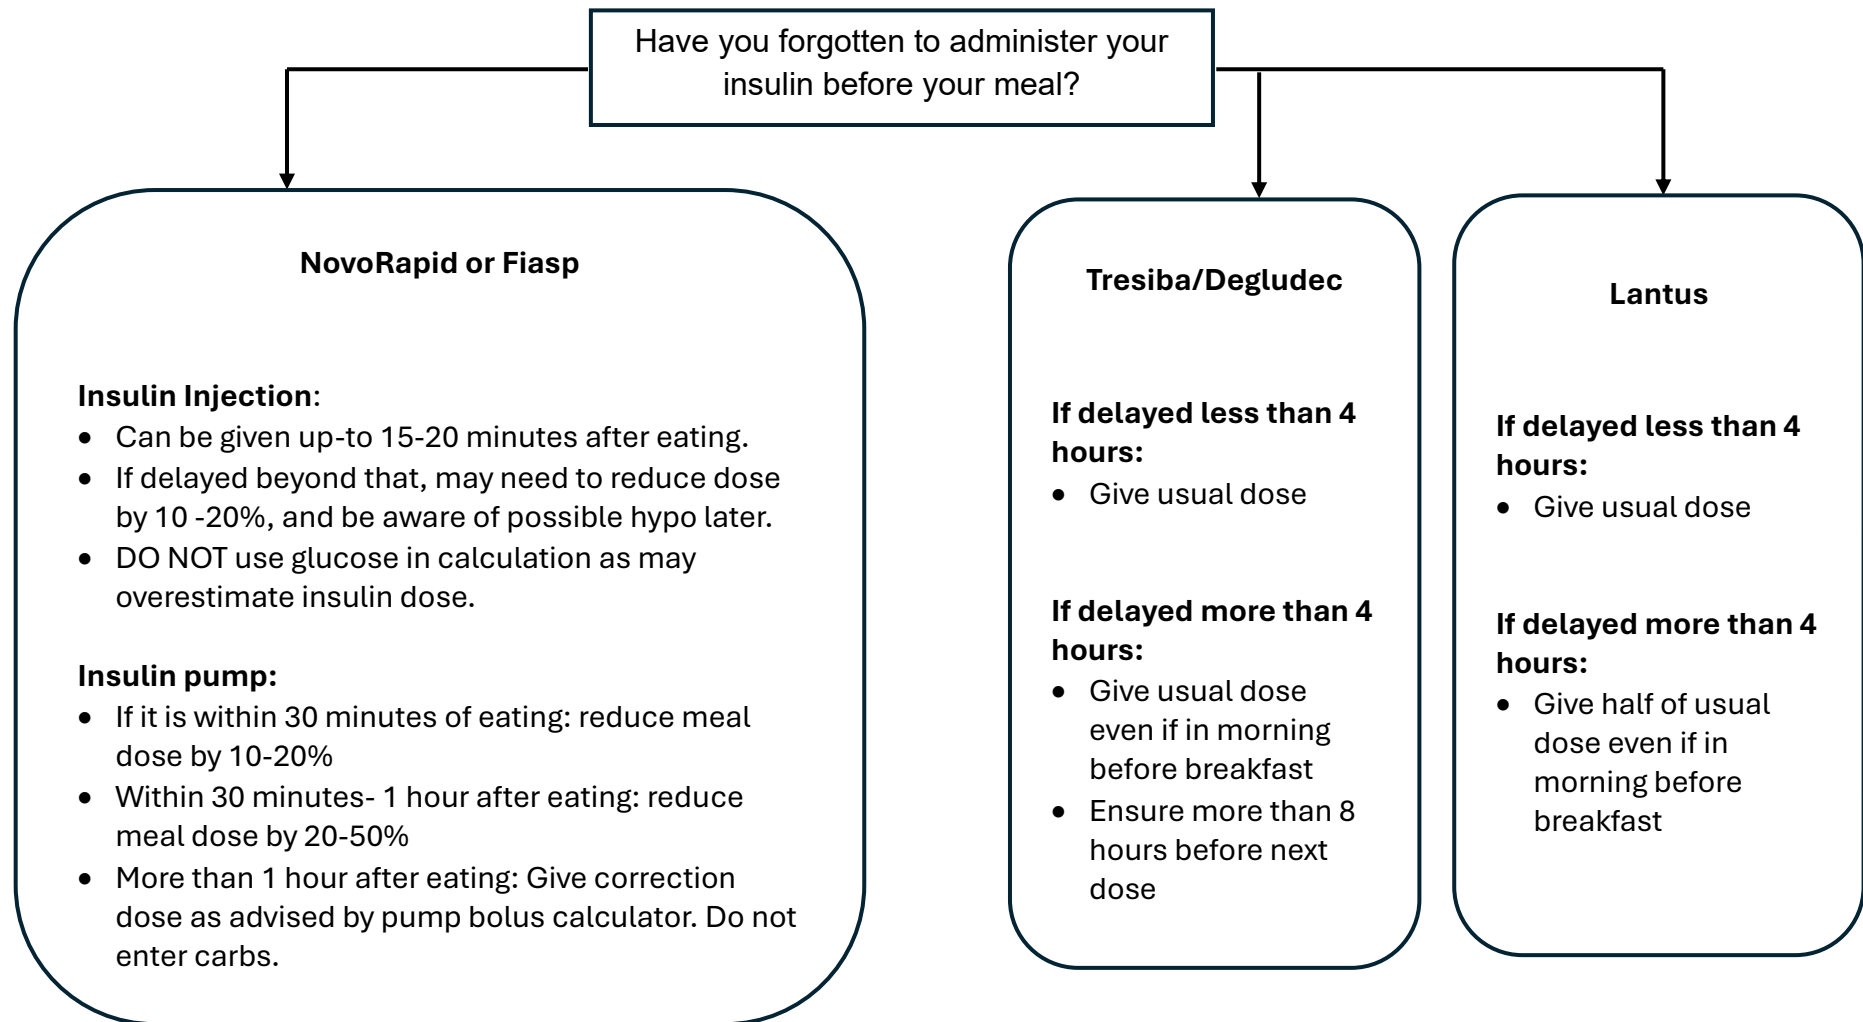 Have you forgotten to administer your
insulin before your meal?
NovoRapid or Fiasp
Insulin Injection:
• Can be given up-to 15-20 minutes after eating.
• If delayed beyond that, may need to reduce dose
by 10 -20%, and be aware of possible hypo later.
• DO NOT use glucose in calculation as may
overestimate insulin dose.
Insulin pump:
• If it is within 30 minutes of eating: reduce meal
dose by 10-20%
• Within 30 minutes- 1 hour after eating: reduce
meal dose by 20-50%
• More than 1 hour after eating: Give correction
dose as advised by pump bolus calculator. Do not
enter carbs.
Tresiba/Degludec
If delayed less than 4
hours:
• Give usual dose
If delayed more than 4
hours:
• Give usual dose
even if in morning
before breakfast
• Ensure more than 8
hours before next
dose
Lantus
If delayed less than 4
hours:
• Give usual dose
If delayed more than 4
hours:
• Give half of usual
dose even if in
morning before
breakfast